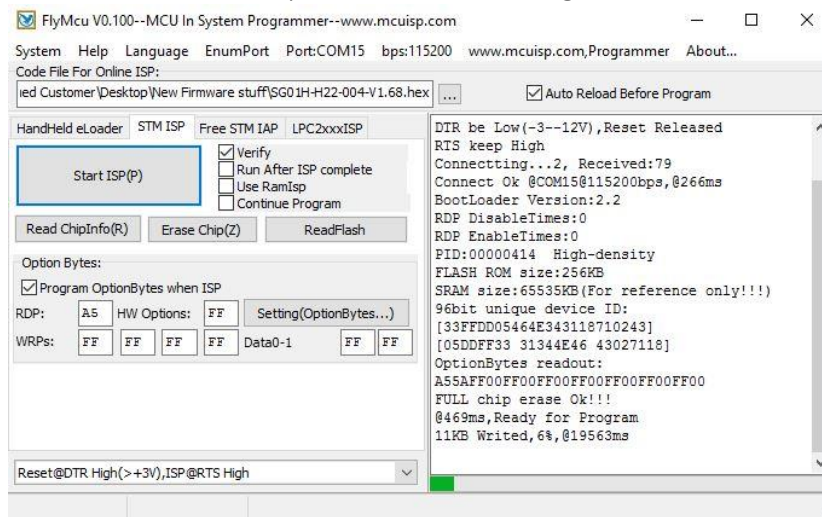 FlyMcu V0.100--MCU In System Programmer--www.mcuisp.com
System Help Language EnumPort Port:COM15 bps:115200 www.mcuisp.com,Programmer About...
Code File For Online ISP:
ied Customer\Desktop\New Firmware stuff\SG01H-H22-004-V1.68.hex ... Auto Reload Before Program
HandHeld eLoader STM ISP Free STM IAP LPC2xxxISP
Start ISP(P)
Verify
Run After ISP complete
Use RamIsp
Continue Program
Read ChipInfo(R) Erase Chip(Z) ReadFlash
Option Bytes:
Program OptionBytes when ISP
RDP: A5 HW Options: FF Setting(OptionBytes...)
WRPs: FF FF FF FF Data0-1 FF FF
Reset@DTR High(>+3V),ISP@RTS High
DTR be Low(-3--12V),Reset Released
RTS keep High
Connectting...2, Received:79
Connect Ok @COM15@115200bps,@266ms
BootLoader Version:2.2
RDP DisableTimes:0
RDP EnableTimes:0
PID:00000414 High-density
FLASH ROM size:256KB
SRAM size:65535KB(For reference only!!!)
96bit unique device ID:
[33FFDD05464E343118710243]
[05DDFF33 31344E46 43027118]
OptionBytes readout:
A55AFF00FF00FF00FF00FF00FF00FF00
FULL chip erase Ok!!!
@469ms,Ready for Program
11KB Writed,6%,@19563ms